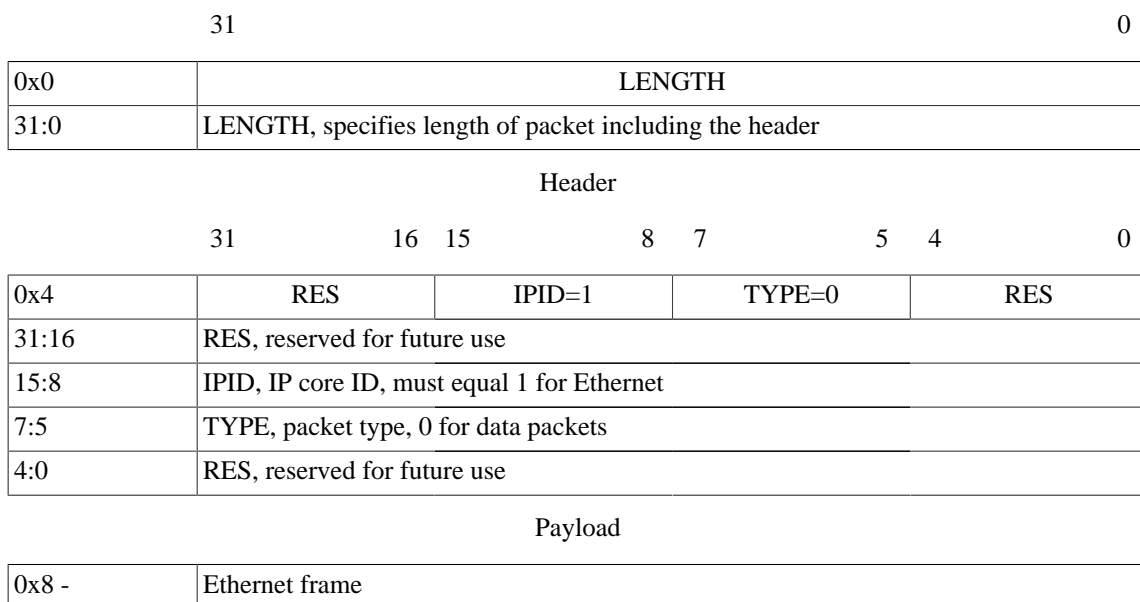 31 0
0x0 LENGTH
31:0 LENGTH, specifies length of packet including the header
Header
31 16 15 8 7 5 4 0
0x4 RES IPID=1 TYPE=0 RES
31:16 RES, reserved for future use
15:8 IPID, IP core ID, must equal 1 for Ethernet
7:5 TYPE, packet type, 0 for data packets
4:0 RES, reserved for future use
Payload
0x8 - Ethernet frame